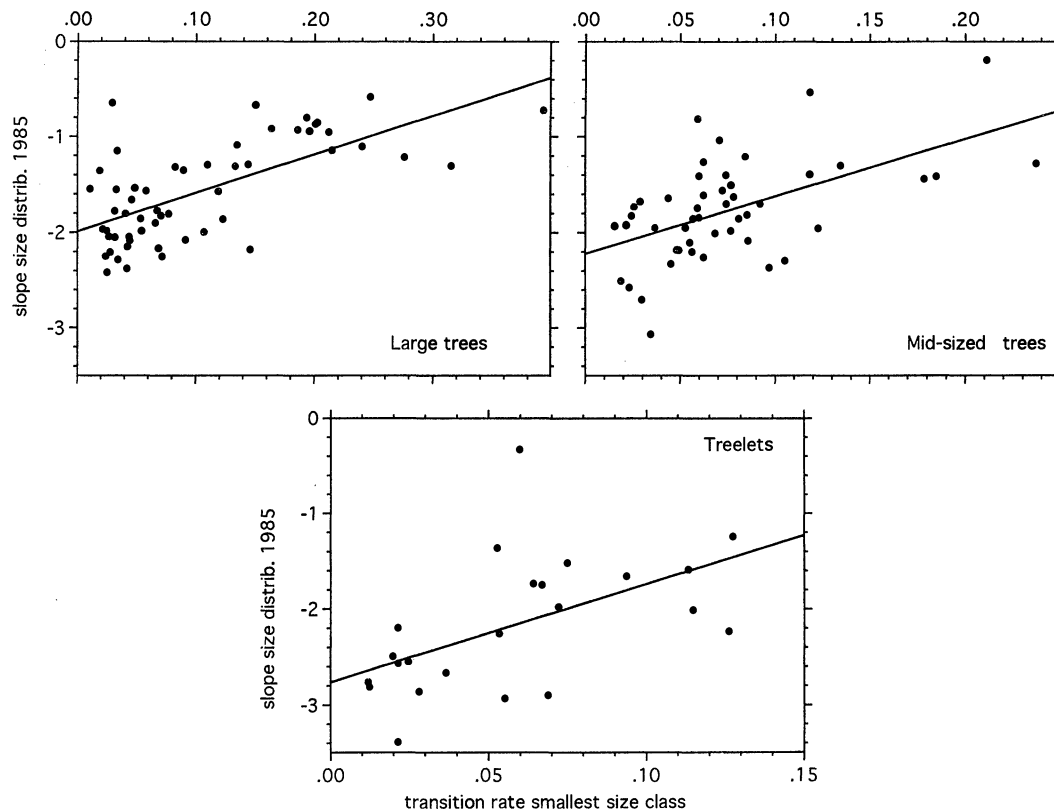 .00 .10 .20 .30
.00 .05 .10 .15 .20
0
-1
-2
-3
slope size distrib. 1985
Large trees
Mid-sized trees
0
-1
-2
-3
slope size distrib. 1985
Treelets
.00 .05 .10 .15
transition rate smallest size class